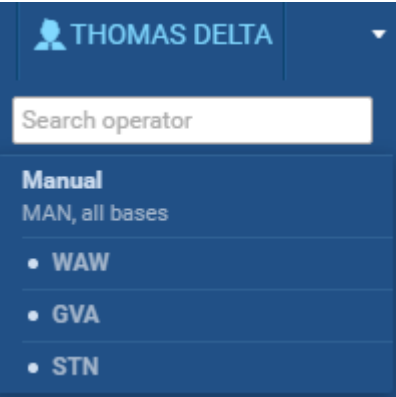 THOMAS DELTA
Search operator
Manual
MAN, all bases
• WAW
• GVA
• STN